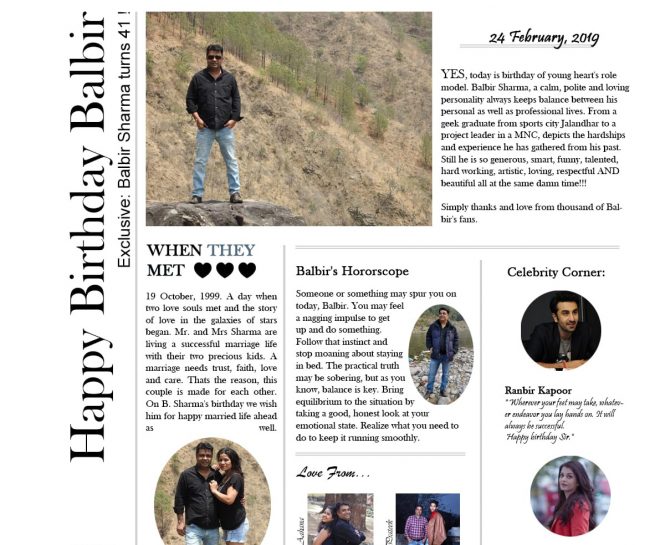 Happy Birthday Balbir
Exclusive: Balbir Sharma turns 41 !
24 February, 2019
YES, today is birthday of young heart's role
model. Balbir Sharma, a calm, polite and loving
personality always keeps balance between his
personal as well as professional lives. From a
geek graduate from sports city Jalandhar to a
project leader in a MNC, depicts the hardships
and experience he has gathered from his past.
Still he is so generous, smart, funny, talented,
hard working, artistic, loving, respectful AND
beautiful all at the same damn time!!!
Simply thanks and love from thousand of Bal-
bir's fans.
WHEN THEY
MET
19 October, 1999. A day when
two love souls met and the story
of love in the galaxies of stars
began. Mr. and Mrs Sharma are
living a successful marriage life
with their two precious kids. A
marriage needs trust, faith, love
and care. Thats the reason, this
couple is made for each other.
On B. Sharma's birthday we wish
him for happy married life ahead
as well.
Balbir's Hororscope
Someone or something may spur you on
today, Balbir. You may feel
a nagging impulse to get
up and do something.
Follow that instinct and
stop moaning about staying
in bed. The practical truth
may be sobering, but as you
know, balance is key. Bring
equilibrium to the situation by
taking a good, honest look at your
emotional state. Realize what you need to
do to keep it running smoothly.
Love From...
Celebrity Corner:
Ranbir Kapoor
"Wherever your feet may take, whatev-
er endeavor you lay hands on. It will
always be successful.
Happy birthday Sir."